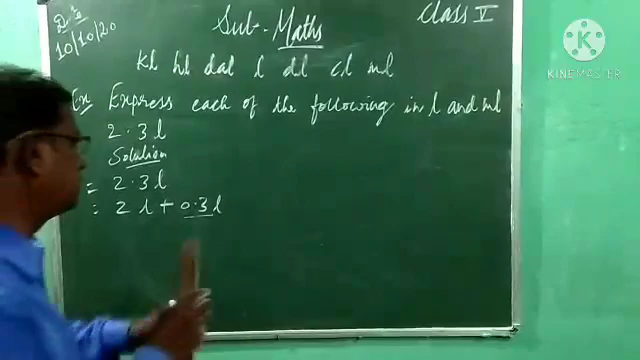 10/10/20
Sub- Maths
Class V
Kl hl dal l dl cl ml
Ex Express each of the following in l and ml
2.3 l
Solution
= 2.3 l
= 2 l + 0.3 l
KINEMASTER